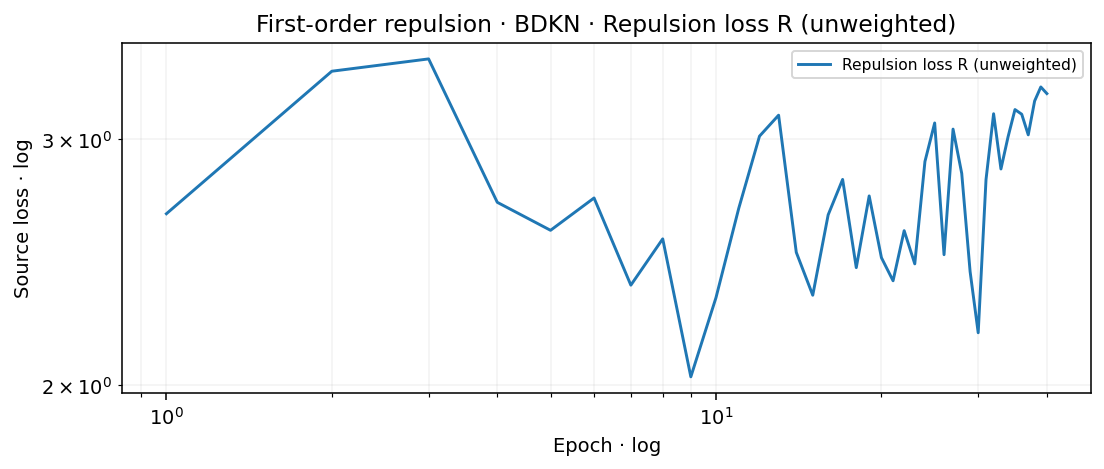 First-order repulsion · BDKN · Repulsion loss R (unweighted)
Repulsion loss R (unweighted)
Source loss · log
3 × 10⁰
2 × 10⁰
10⁰
10¹
Epoch · log